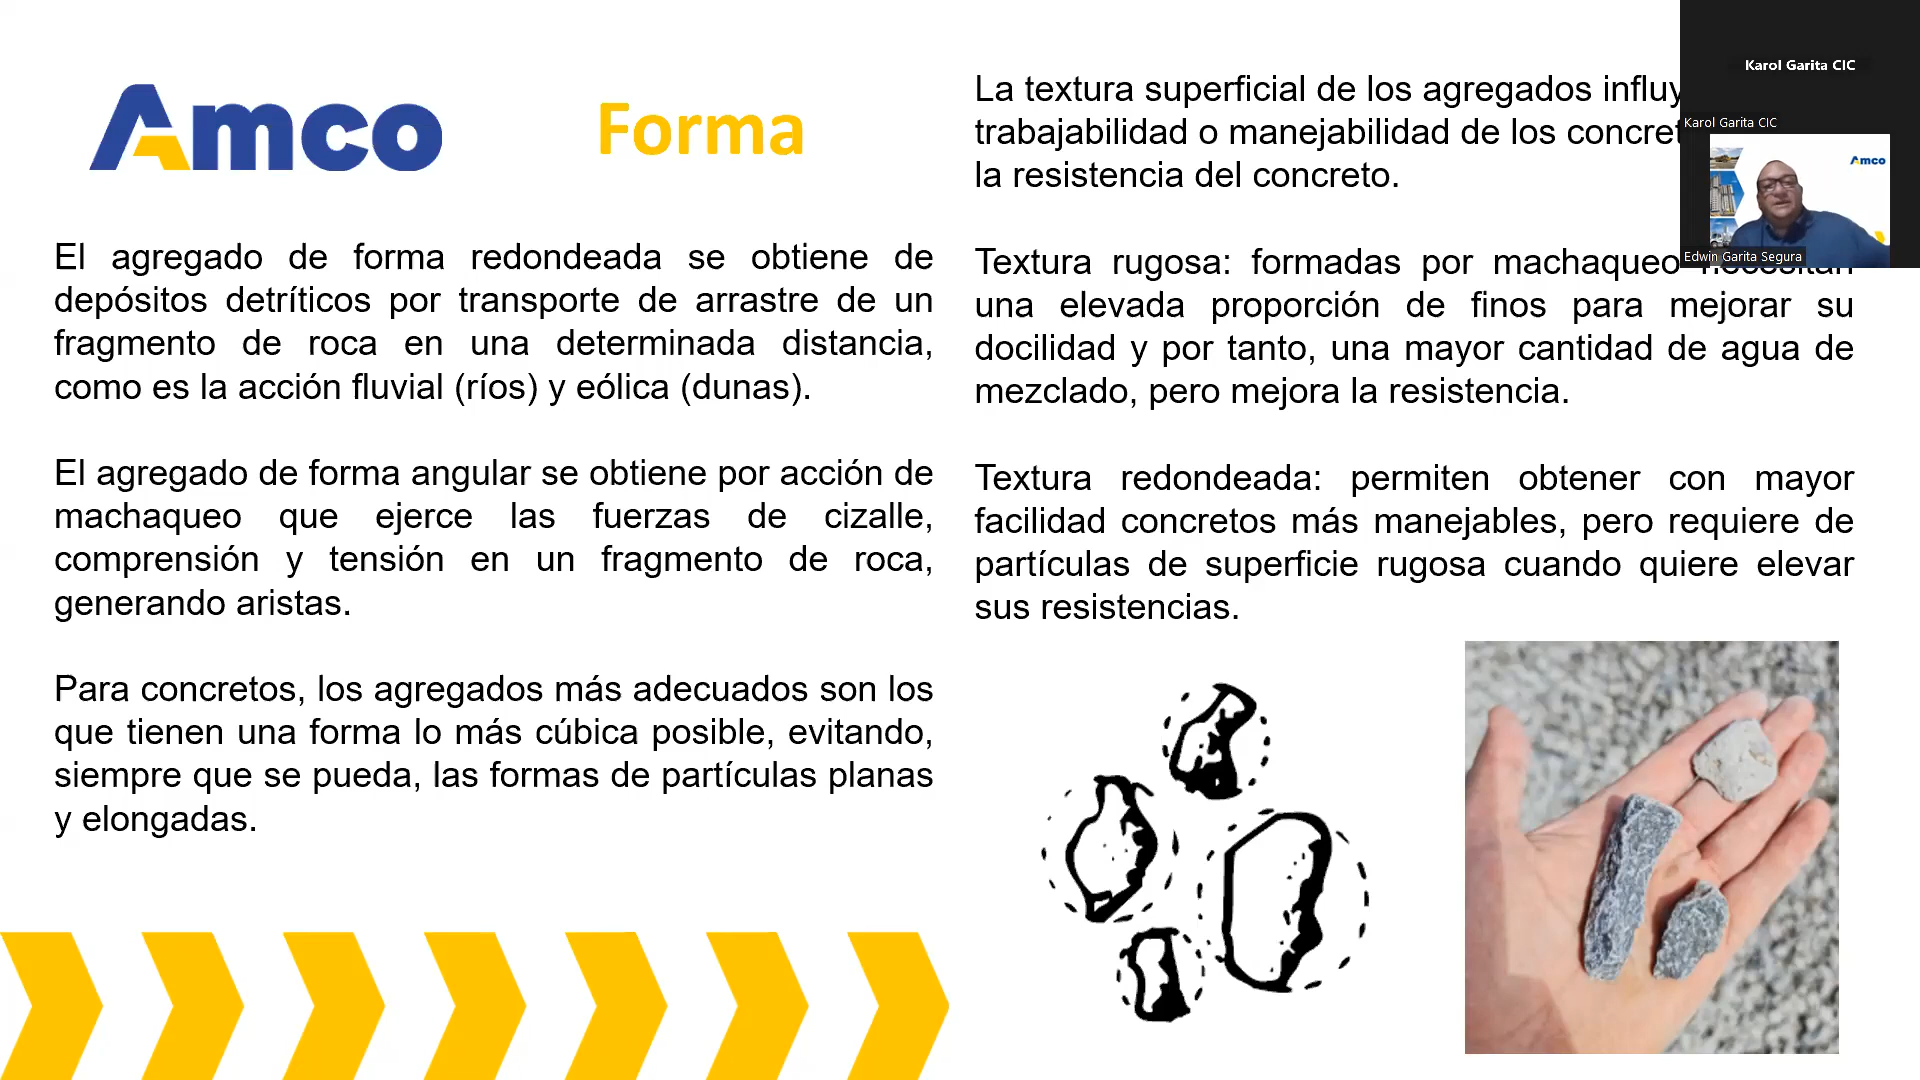 Amco
Forma
El agregado de forma redondeada se obtiene de
depósitos detríticos por transporte de arrastre de un
fragmento de roca en una determinada distancia,
como es la acción fluvial (ríos) y eólica (dunas).
El agregado de forma angular se obtiene por acción de
machaqueo que ejerce las fuerzas de cizalle,
comprensión y tensión en un fragmento de roca,
generando aristas.
Para concretos, los agregados más adecuados son los
que tienen una forma lo más cúbica posible, evitando,
siempre que se pueda, las formas de partículas planas
y elongadas.
La textura superficial de los agregados
trabajabilidad o manejabilidad de los
la resistencia del concreto.
Textura rugosa: formadas por machaqueo
una elevada proporción de finos para mejorar su
docilidad y por tanto, una mayor cantidad de agua de
mezclado, pero mejora la resistencia.
Textura redondeada: permiten obtener con mayor
facilidad concretos más manejables, pero requiere de
partículas de superficie rugosa cuando quiere elevar
sus resistencias.
Karol Garita CIC
Karol Garita CIC
Amco
Edwin Garita Segura